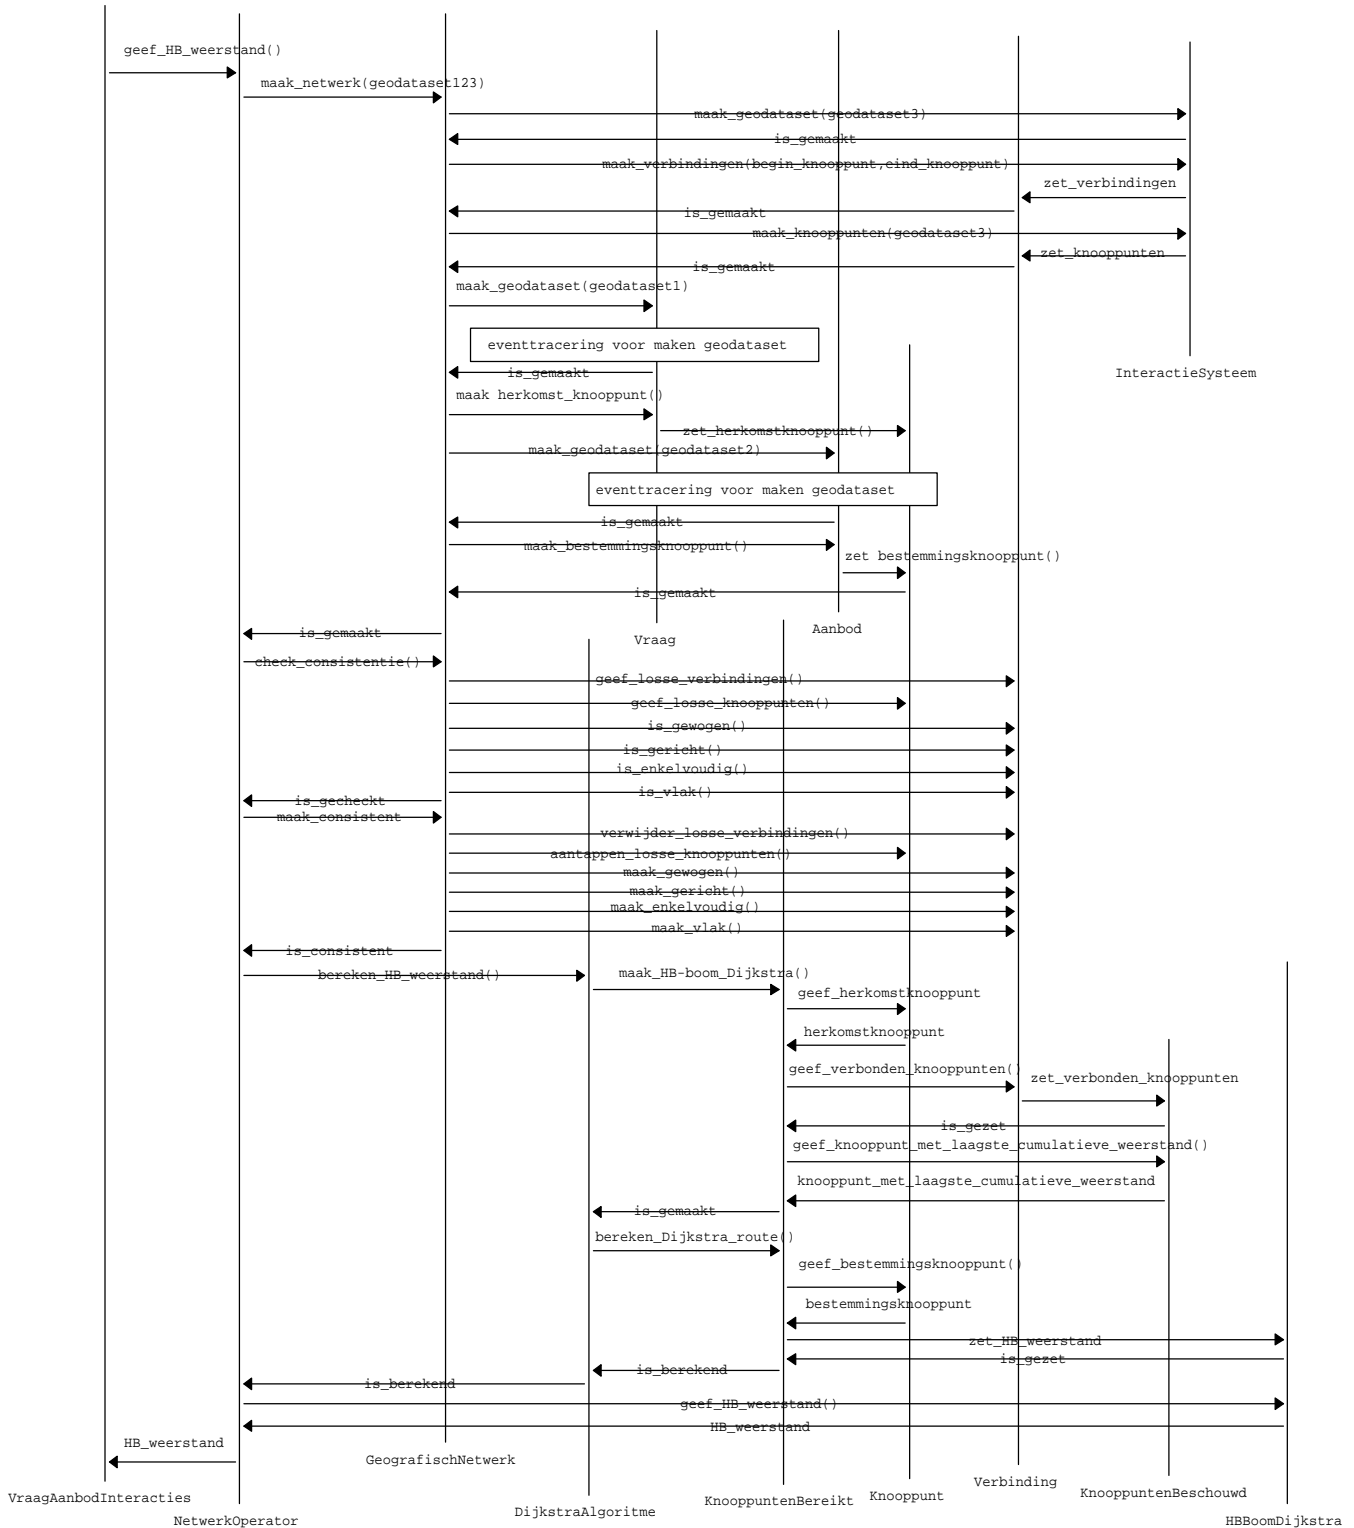 geef_HB_weerstand()
maak_netwerk(geodataset123)
maak_geodataset(geodataset3)
is_gemaakt
maak_verbindingen(begin_knooppunt,eind_knooppunt)
zet_verbindingen
is_gemaakt
maak_knooppunten(geodataset3)
zet_knooppunten
is_gemaakt
maak_geodataset(geodataset1)
eventtracering voor maken geodataset
is_gemaakt
InteractieSysteem
maak herkomst_knooppunt()
zet_herkomstknooppunt()
maak_geodataset(geodataset2)
eventtracering voor maken geodataset
is_gemaakt
maak_bestemmingsknooppunt()
zet bestemmingsknooppunt()
is_gemaakt
Aanbod
is_gemaakt
Vraag
check_consistentie()
geef_losse_verbindingen()
geef_losse_knooppunten()
is_gewogen()
is_gericht()
is_enkelvoudig()
is_vlak()
is_gecheckt
maak_consistent
verwijder_losse_verbindingen()
aantappen_losse_knooppunten()
maak_gewogen()
maak_gericht()
maak_enkelvoudig()
maak_vlak()
is_consistent
bereken_HB_weerstand()
maak_HB-boom_Dijkstra()
geef_herkomstknooppunt
herkomstknooppunt
geef_verbonden_knooppunten()
zet_verbonden_knooppunten
is_gezet
geef_knooppunt_met_laagste_cumulatieve_weerstand()
knooppunt_met_laagste_cumulatieve_weerstand
is_gemaakt
bereken_Dijkstra_route()
geef_bestemmingsknooppunt()
bestemmingsknooppunt
zet_HB_weerstand
is_gezet
is_berekend
is_berekend
geef_HB_weerstand()
HB_weerstand
HB_weerstand
GeografischNetwerk
Verbinding
KnooppuntenBeschouwd
VraagAanbodInteracties
KnooppuntenBereikt
Knooppunt
DijkstraAlgoritme
NetwerkOperator
HBBoomDijkstra